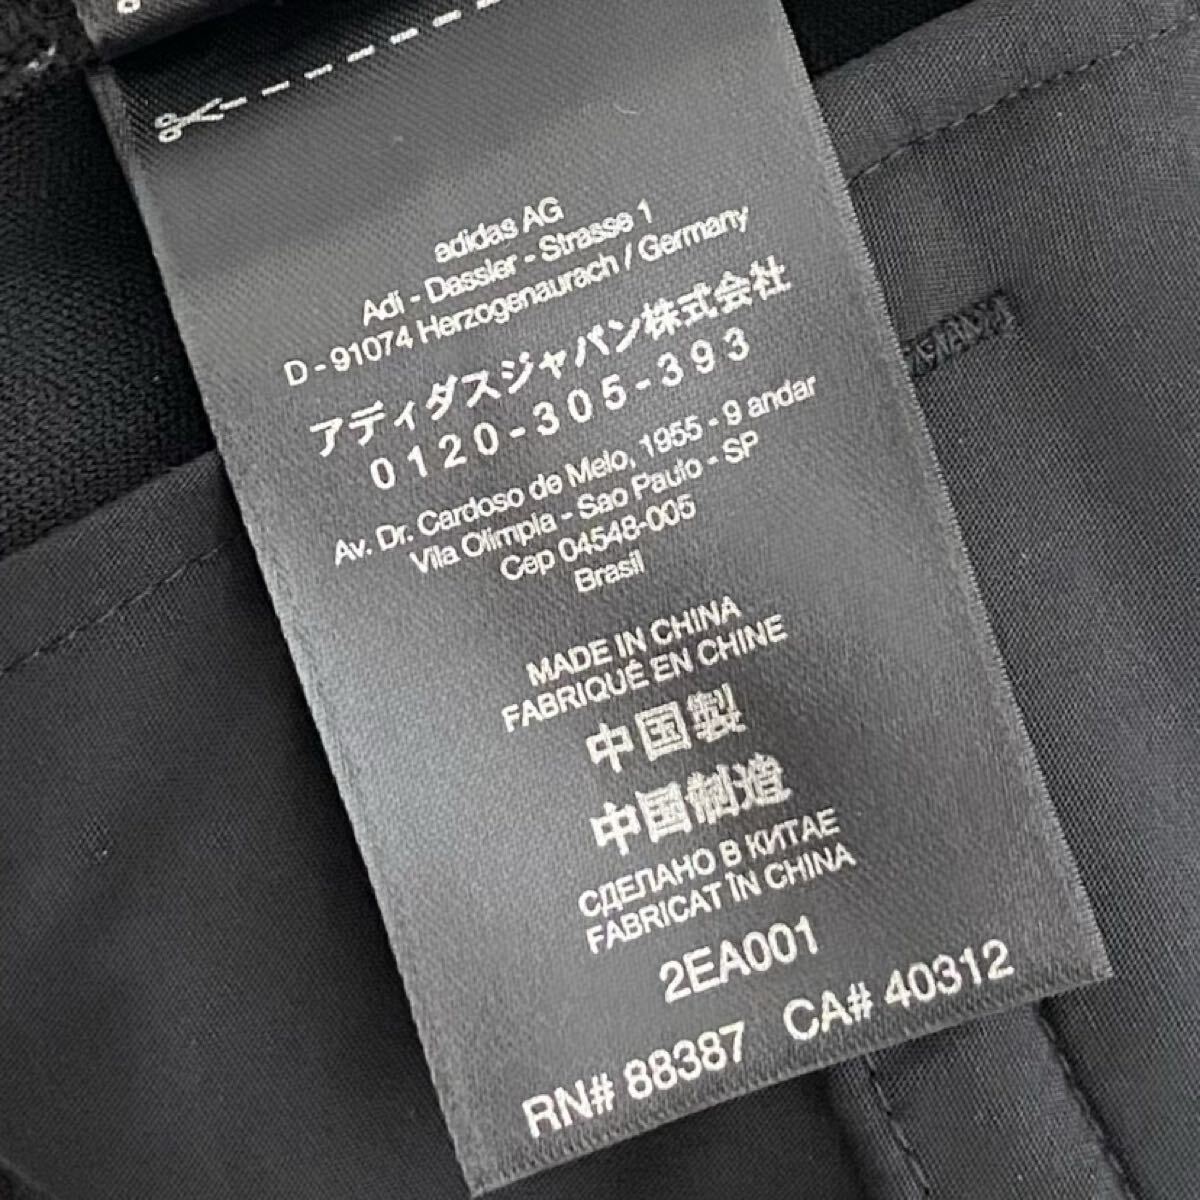 adidas AG
Adi - Dassler - Strasse 1
D - 91074 Herzogenaurach / Germany
アディダスジャパン株式会社
0120-305-393
Av. Dr. Cardoso de Melo, 1955 - 9 andar
Vila Olimpia - Sao Paulo - SP
Cep 04548-005
Brasil
MADE IN CHINA
FABRIQUÉ EN CHINE
中国製
中国制造
СДЕЛАНО В КИТАЕ
FABRICAT ÎN CHINA
2EA001
RN# 88387 CA# 40312